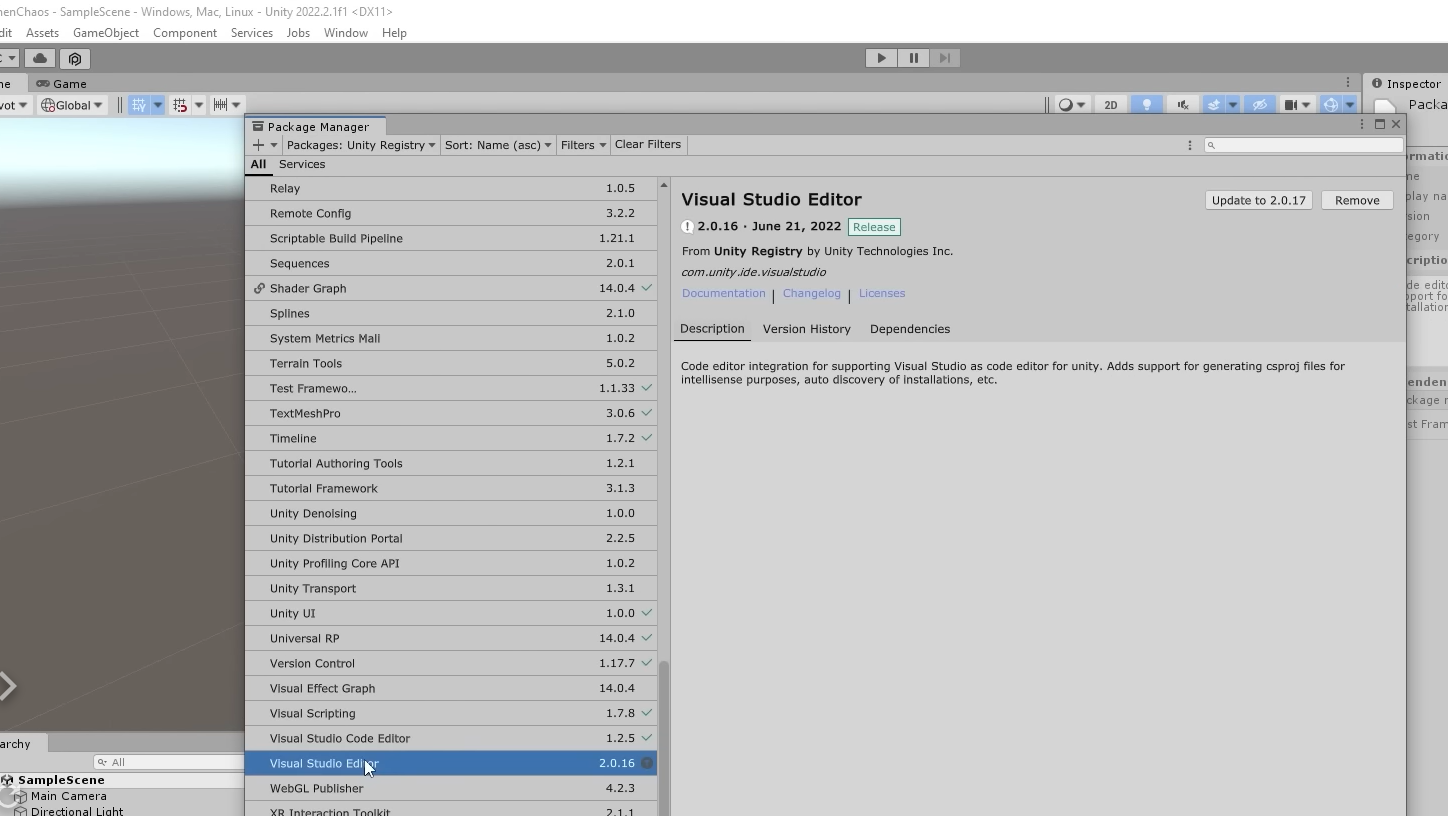 henChaos - SampleScene - Windows, Mac, Linux - Unity 2022.2.1f1 <DX11>
dit Assets GameObject Component Services Jobs Window Help
ne Game
Inspector
vot Global
2D
Packa
Package Manager
Packages: Unity Registry Sort: Name (asc) Filters Clear Filters
All Services
Relay 1.0.5
Remote Config 3.2.2
Scriptable Build Pipeline 1.21.1
Sequences 2.0.1
Shader Graph 14.0.4
Splines 2.1.0
System Metrics Mali 1.0.2
Terrain Tools 5.0.2
Test Framewo... 1.1.33
TextMeshPro 3.0.6
Timeline 1.7.2
Tutorial Authoring Tools 1.2.1
Tutorial Framework 3.1.3
Unity Denoising 1.0.0
Unity Distribution Portal 2.2.5
Unity Profiling Core API 1.0.2
Unity Transport 1.3.1
Unity UI 1.0.0
Universal RP 14.0.4
Version Control 1.17.7
Visual Effect Graph 14.0.4
Visual Scripting 1.7.8
Visual Studio Code Editor 1.2.5
Visual Studio Editor 2.0.16
WebGL Publisher 4.2.3
XR Interaction Toolkit 2.1.1
Visual Studio Editor
Update to 2.0.17 Remove
2.0.16 · June 21, 2022 Release
From Unity Registry by Unity Technologies Inc.
com.unity.ide.visualstudio
Documentation | Changelog | Licenses
Description Version History Dependencies
Code editor integration for supporting Visual Studio as code editor for unity. Adds support for generating csproj files for
intellisense purposes, auto discovery of installations, etc.
rmatio
me
play na
sion
egory
criptio
de edito
pport fo
tallation
enden
ckage n
st Fram
archy
All
SampleScene
Main Camera
Directional Light